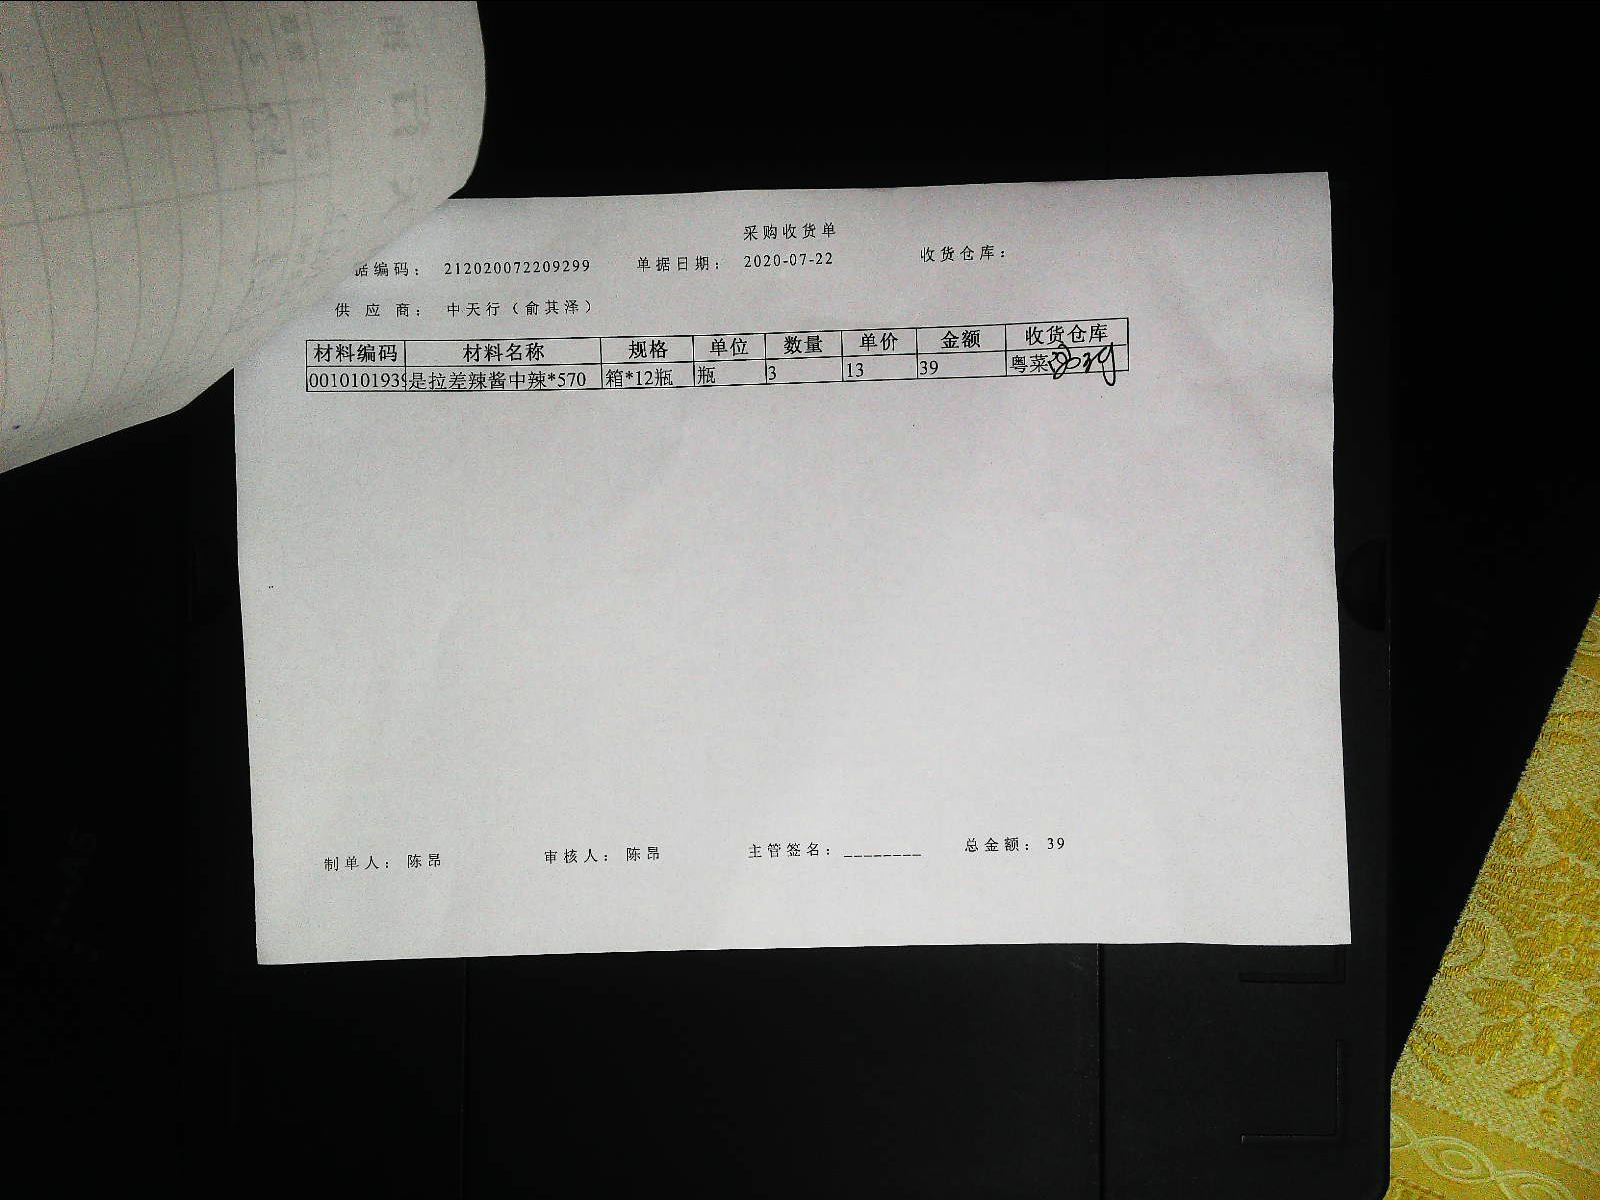 采购收货单
据编码： 212020072209299 单据日期： 2020-07-22 收货仓库：
供应商： 中天行（俞其泽）
材料编码 材料名称 规格 单位 数量 单价 金额 收货仓库
001010193 是拉差辣酱中辣*570 箱*12瓶 瓶 3 13 39 粤菜
制单人： 陈昂 审核人： 陈昂 主管签名：________ 总金额： 39